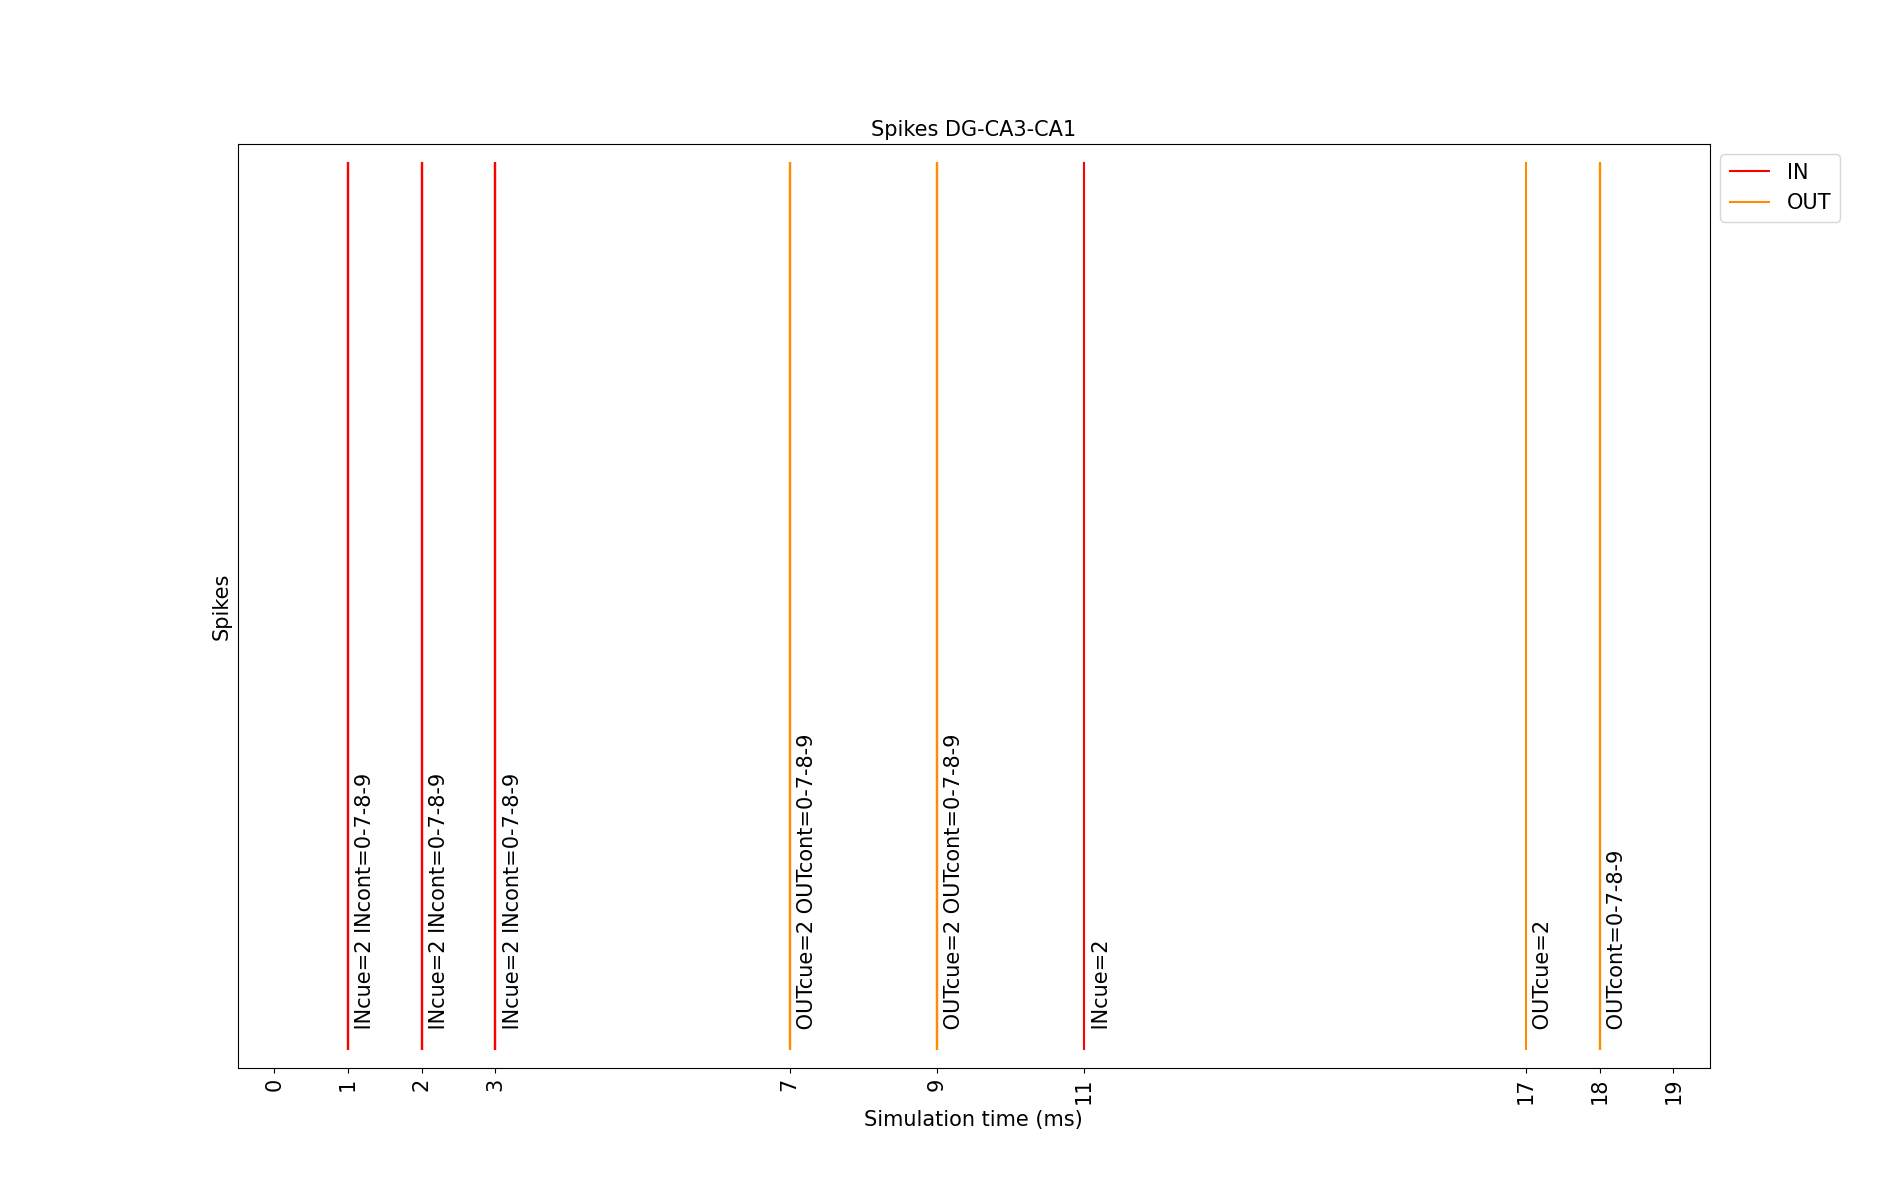 Spikes DG-CA3-CA1
IN
OUT
Spikes
INcue=2 INcont=0-7-8-9
INcue=2 INcont=0-7-8-9
INcue=2 INcont=0-7-8-9
OUTcue=2 OUTcont=0-7-8-9
OUTcue=2 OUTcont=0-7-8-9
INcue=2
OUTcue=2
OUTcont=0-7-8-9
0
1
2
3
7
9
11
17
18
19
Simulation time (ms)